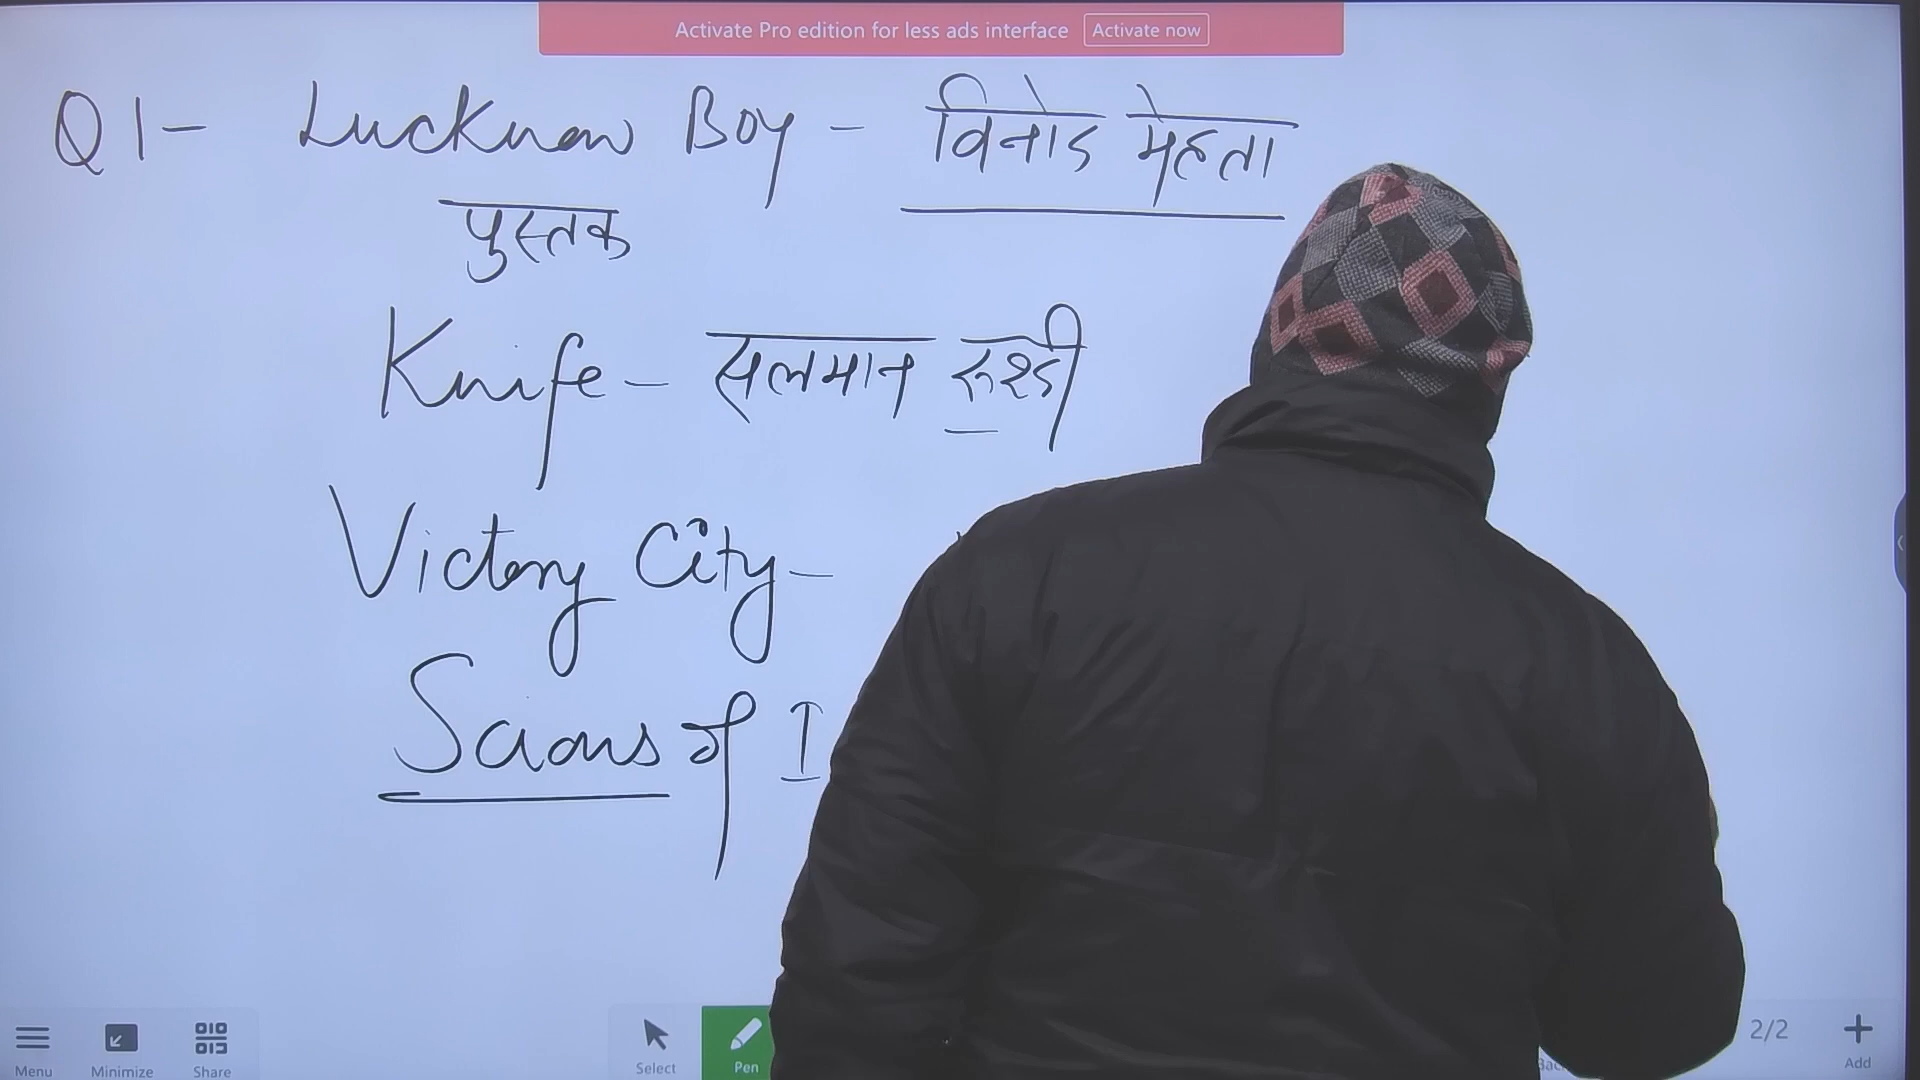 Activate Pro edition for less ads interface Activate now
Q1- Lucknow Boy - विनोद मेहता
पुस्तक
Knife - सलमान रुश्दी
Victory City -
Scions of I
Menu Minimize Share Select Pen 2/2 Add